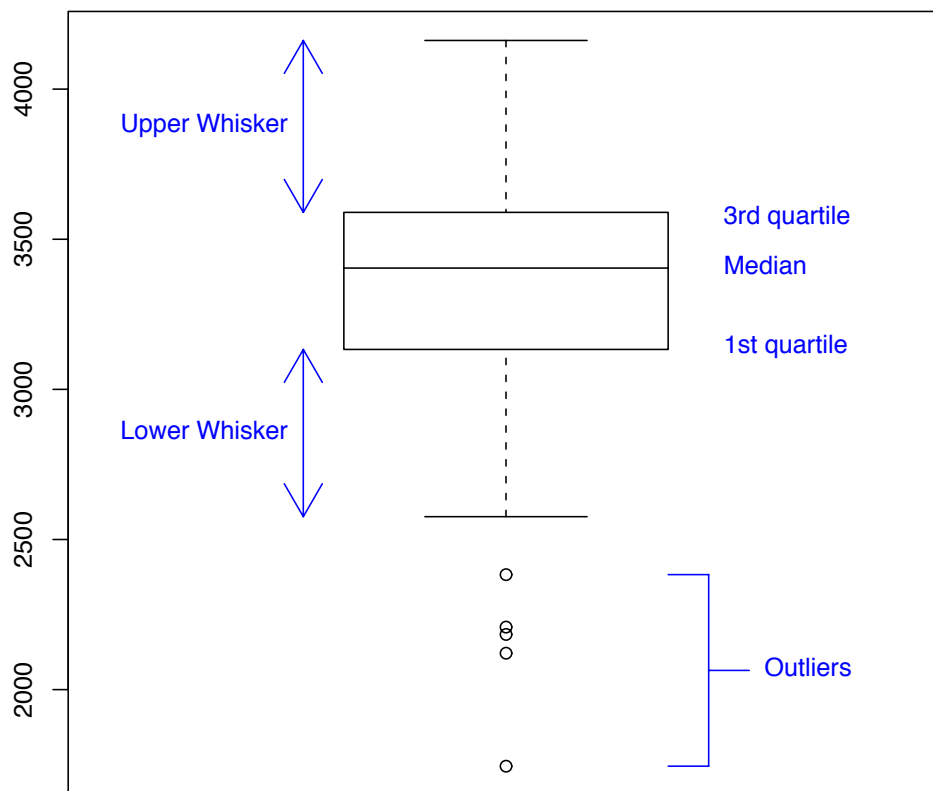 4000
3500
3000
2500
2000
Upper Whisker
Lower Whisker
3rd quartile
Median
1st quartile
Outliers